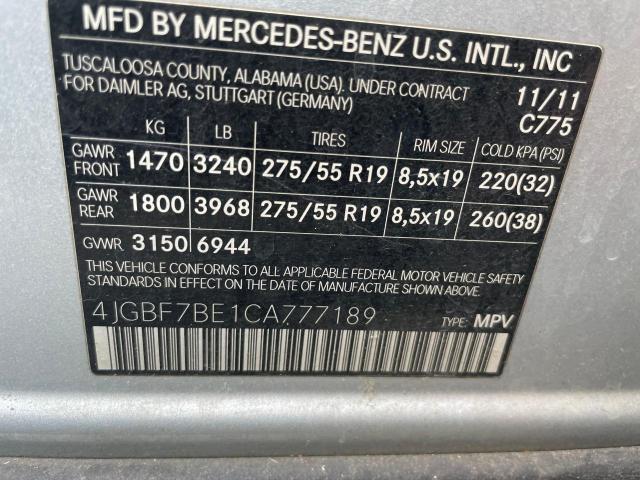 MFD BY MERCEDES-BENZ U.S. INTL., INC
TUSCALOOSA COUNTY, ALABAMA (USA). UNDER CONTRACT 11/11
FOR DAIMLER AG, STUTTGART (GERMANY) C775
KG LB TIRES RIM SIZE COLD KPA (PSI)
GAWR FRONT 1470 3240 275/55 R19 8,5x19 220(32)
GAWR REAR 1800 3968 275/55 R19 8,5x19 260(38)
GVWR 3150 6944
THIS VEHICLE CONFORMS TO ALL APPLICABLE FEDERAL MOTOR VEHICLE SAFETY
STANDARDS IN EFFECT ON THE DATE OF MANUFACTURE SHOWN ABOVE.
4JGBF7BE1CA777189 TYPE: MPV